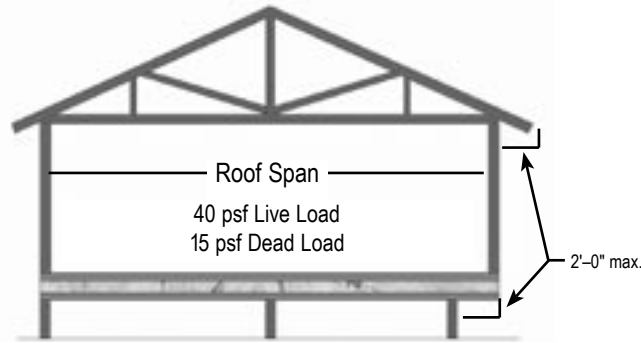 Roof Span
40 psf Live Load
15 psf Dead Load
2'–0" max.